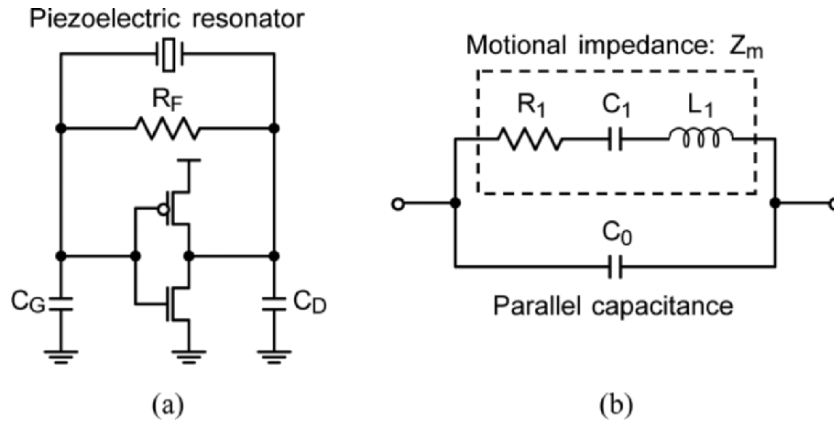 Piezoelectric resonator
R_F
C_G
C_D
(a)
Motional impedance: Z_m
R_1
C_1
L_1
C_0
Parallel capacitance
(b)